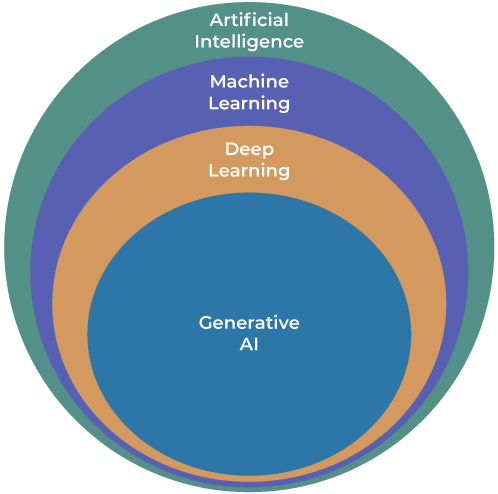 Artificial
Intelligence
Machine
Learning
Deep
Learning
Generative
AI